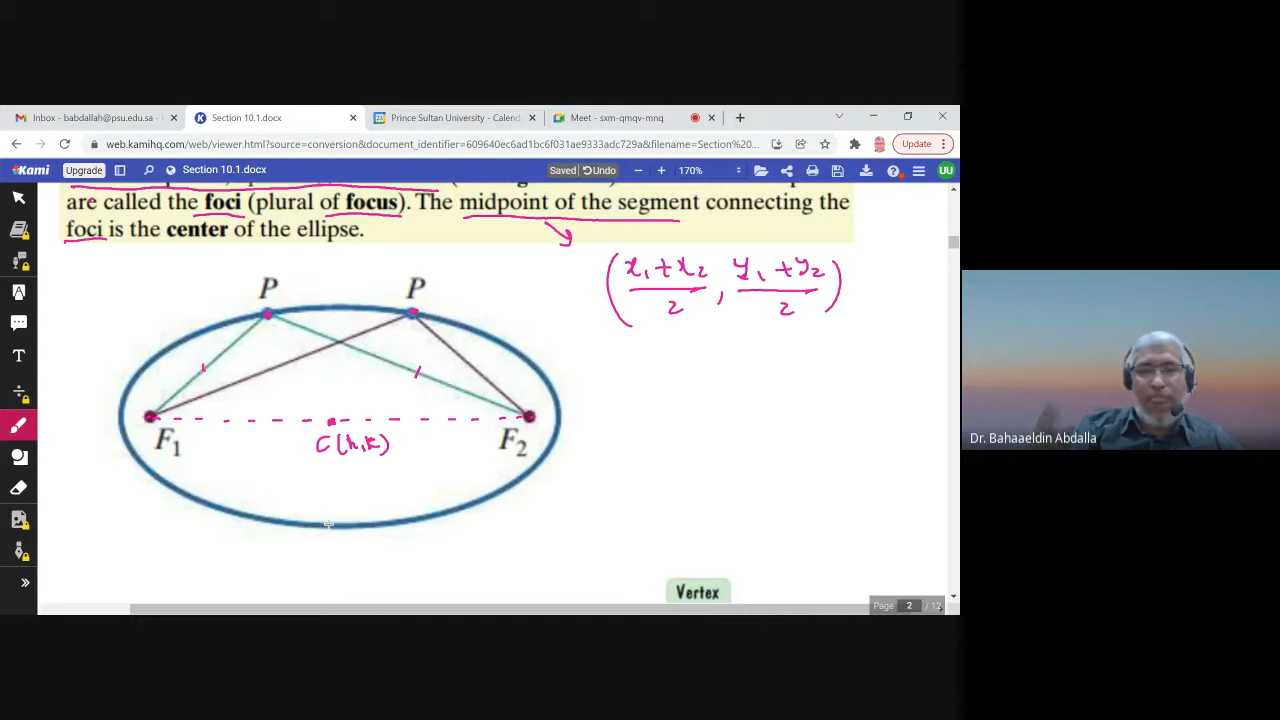 Inbox - babdallah@psu.edu.sa -
Section 10.1.docx
Prince Sultan University - Calend
Meet - sxm-qmqv-mnq
web.kamihq.com/web/viewer.html?source=conversion&document_identifier=609640ec6ad1bc6f031ae9333adc729a&filename=Section%20...
Update
Kami
Upgrade
Section 10.1.docx
Saved
Undo
170%
UU
are called the foci (plural of focus). The midpoint of the segment connecting the
foci is the center of the ellipse.
(x₁+x₂/2, y₁+y₂/2)
P
P
F₁
C(h,k)
F₂
Vertex
Page 2 / 12
Dr. Bahaaeldin Abdalla